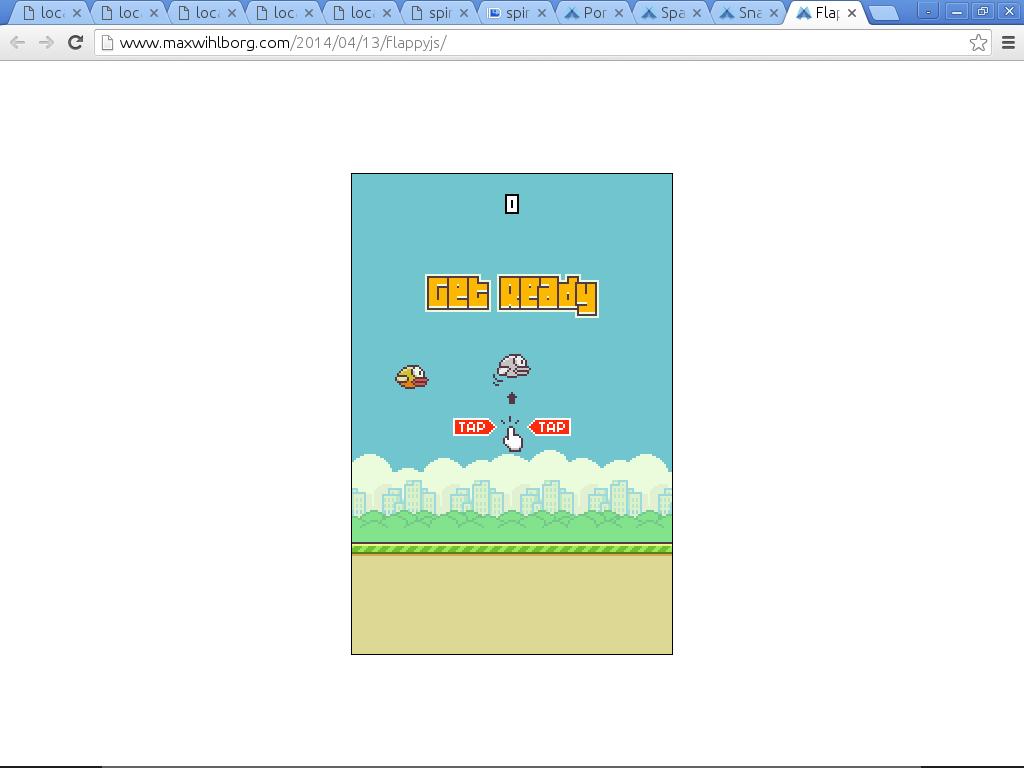 loc
loc
loc
loc
loc
spir
spir
Por
Spa
Sna
Flap
www.maxwihlborg.com/2014/04/13/flappyjs/
0
Get Ready
TAP TAP